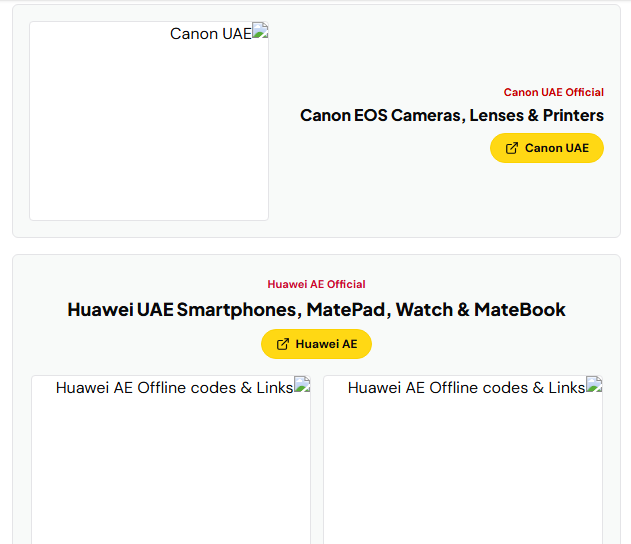 Canon UAE
Canon UAE Official
Canon EOS Cameras, Lenses & Printers
Canon UAE
Huawei AE Official
Huawei UAE Smartphones, MatePad, Watch & MateBook
Huawei AE
Huawei AE Offline codes & Links
Huawei AE Offline codes & Links